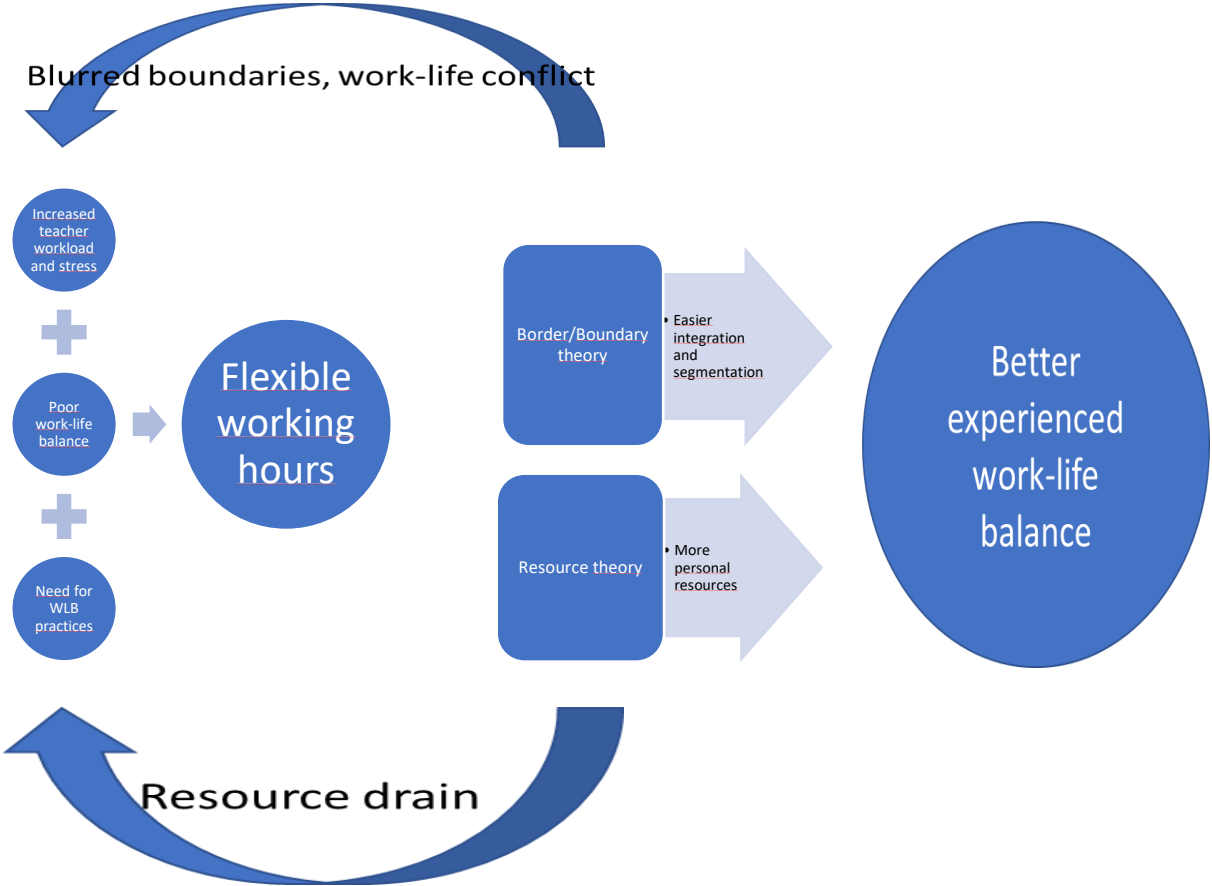 Blurred boundaries, work-life conflict
Increased
teacher
workload
and stress
Poor
work-life
balance
Need for
WLB
practices
Flexible
working
hours
Border/Boundary
theory
• Easier
integration
and
segmentation
Resource theory
• More
personal
resources
Better
experienced
work-life
balance
Resource drain